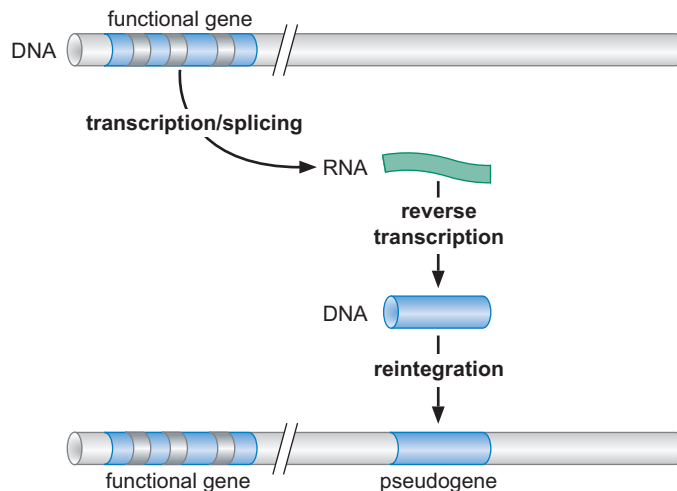 functional gene
DNA
transcription/splicing
RNA
reverse
transcription
DNA
reintegration
functional gene
pseudogene